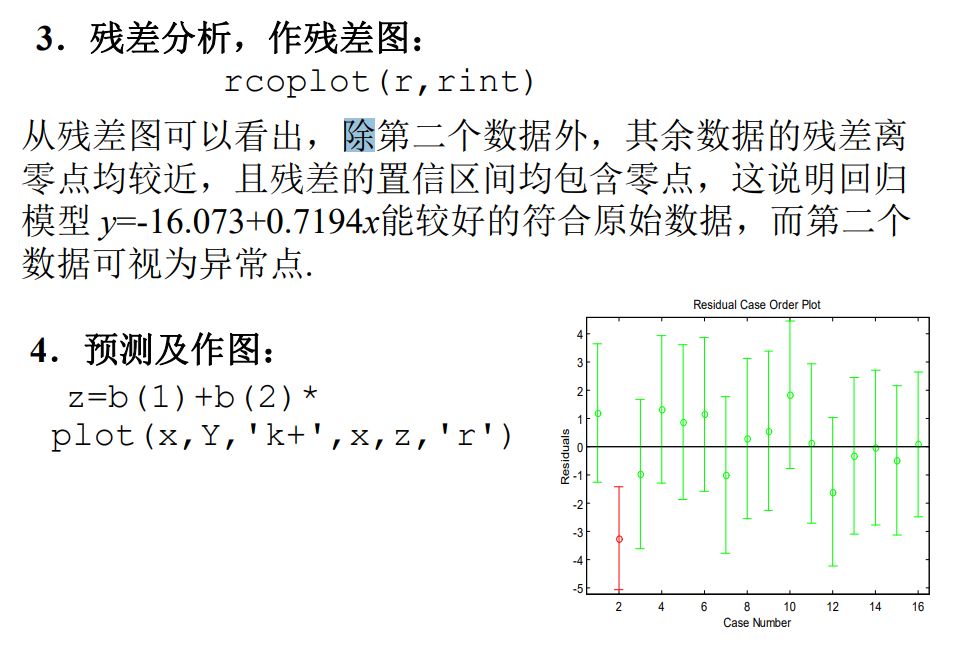 3．残差分析，作残差图：
rcoplot(r,rint)
从残差图可以看出，除第二个数据外，其余数据的残差离
零点均较近，且残差的置信区间均包含零点，这说明回归
模型 y=-16.073+0.7194x能较好的符合原始数据，而第二个
数据可视为异常点.
4．预测及作图：
z=b(1)+b(2)*
plot(x,Y,'k+',x,z,'r')
Residual Case Order Plot
4
3
2
1
0
-1
-2
-3
-4
-5
Residuals
2 4 6 8 10 12 14 16
Case Number